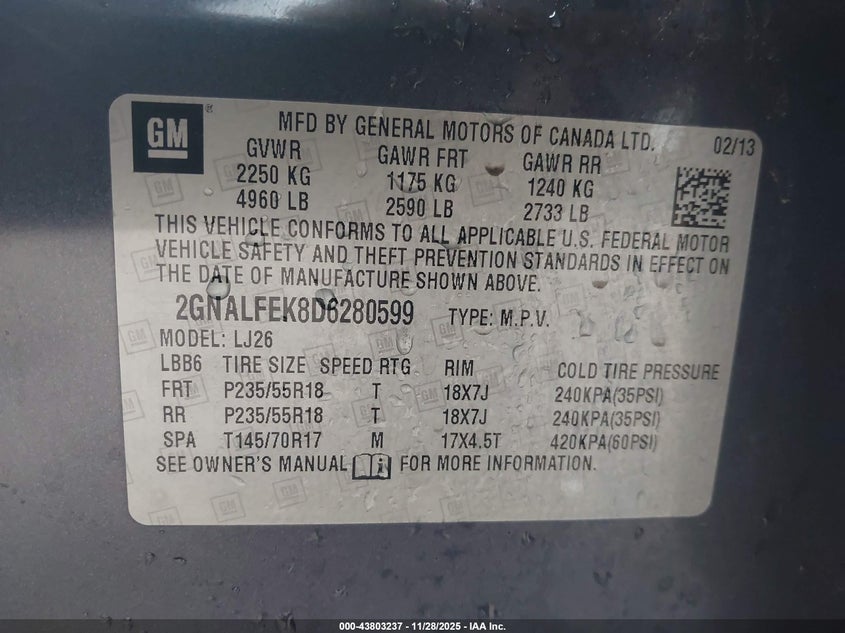 GM ®
MFD BY GENERAL MOTORS OF CANADA LTD. 02/13
GVWR GAWR FRT GAWR RR
2250 KG 1175 KG 1240 KG
4960 LB 2590 LB 2733 LB
THIS VEHICLE CONFORMS TO ALL APPLICABLE U.S. FEDERAL MOTOR
VEHICLE SAFETY AND THEFT PREVENTION STANDARDS IN EFFECT ON
THE DATE OF MANUFACTURE SHOWN ABOVE.
2GNALFEK8D6280599 TYPE: M.P.V.
MODEL: LJ26
LBB6 TIRE SIZE SPEED RTG RIM COLD TIRE PRESSURE
FRT P235/55R18 T 18X7J 240KPA(35PSI)
RR P235/55R18 T 18X7J 240KPA(35PSI)
SPA T145/70R17 M 17X4.5T 420KPA(60PSI)
SEE OWNER'S MANUAL i FOR MORE INFORMATION.
000-43803237 - 11/28/2025 - IAA Inc.